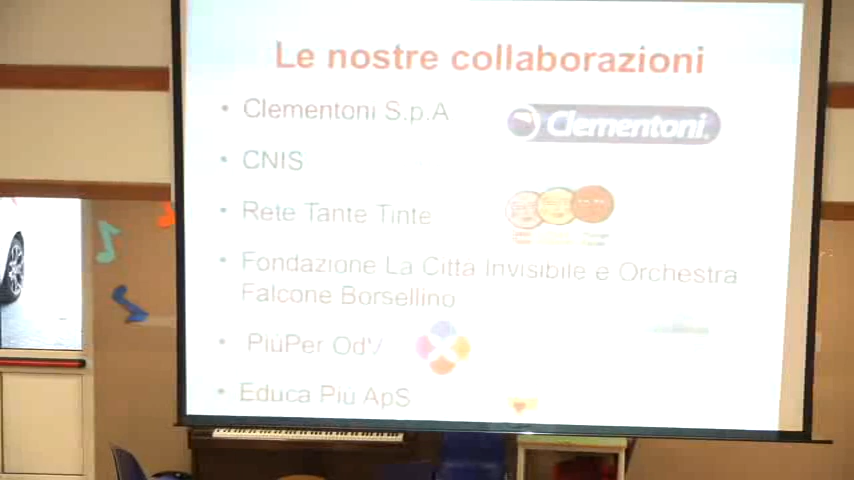 Le nostre collaborazioni
• Clementoni S.p.A
Clementoni.
• CNIS
• Rete Tante Tinte
• Fondazione La Citta Invisibile e Orchestra
Falcone Borsellino
• PiùPer
• Educa Più ApS